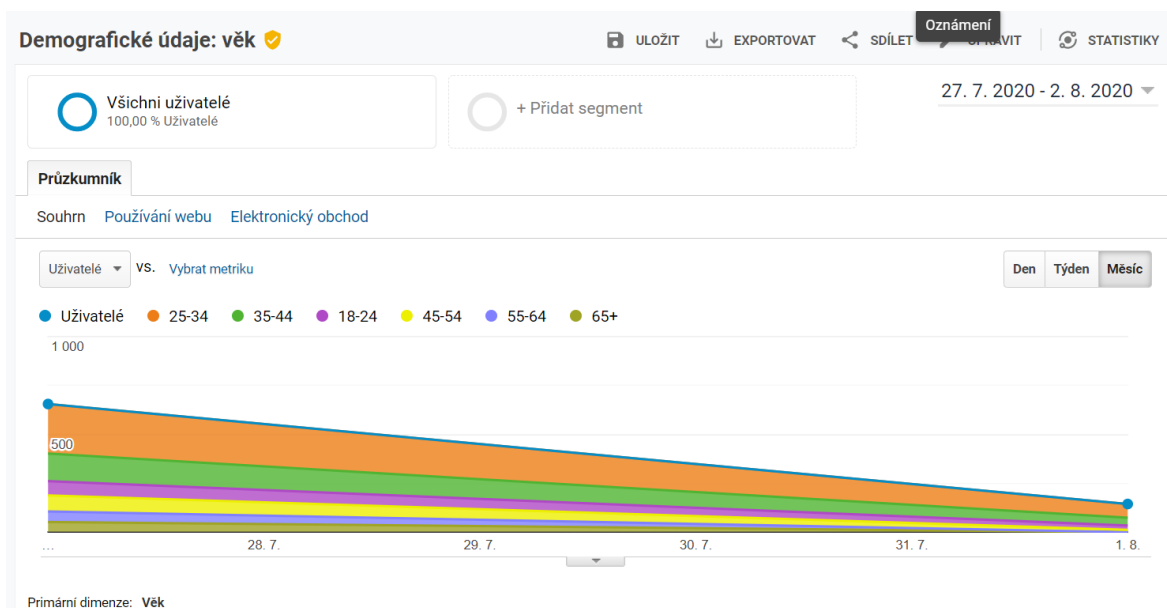 Oznámení
Demografické údaje: věk
ULOŽIT EXPORTOVAT SDÍLET UPRAVIT STATISTIKY
Všichni uživatelé
100,00 % Uživatelé
+ Přidat segment
27. 7. 2020 - 2. 8. 2020
Průzkumník
Souhrn Používání webu Elektronický obchod
Uživatelé VS. Vybrat metriku
Den Týden Měsíc
Uživatelé 25-34 35-44 18-24 45-54 55-64 65+
1 000
500
... 28. 7. 29. 7. 30. 7. 31. 7. 1. 8.
Primární dimenze: Věk